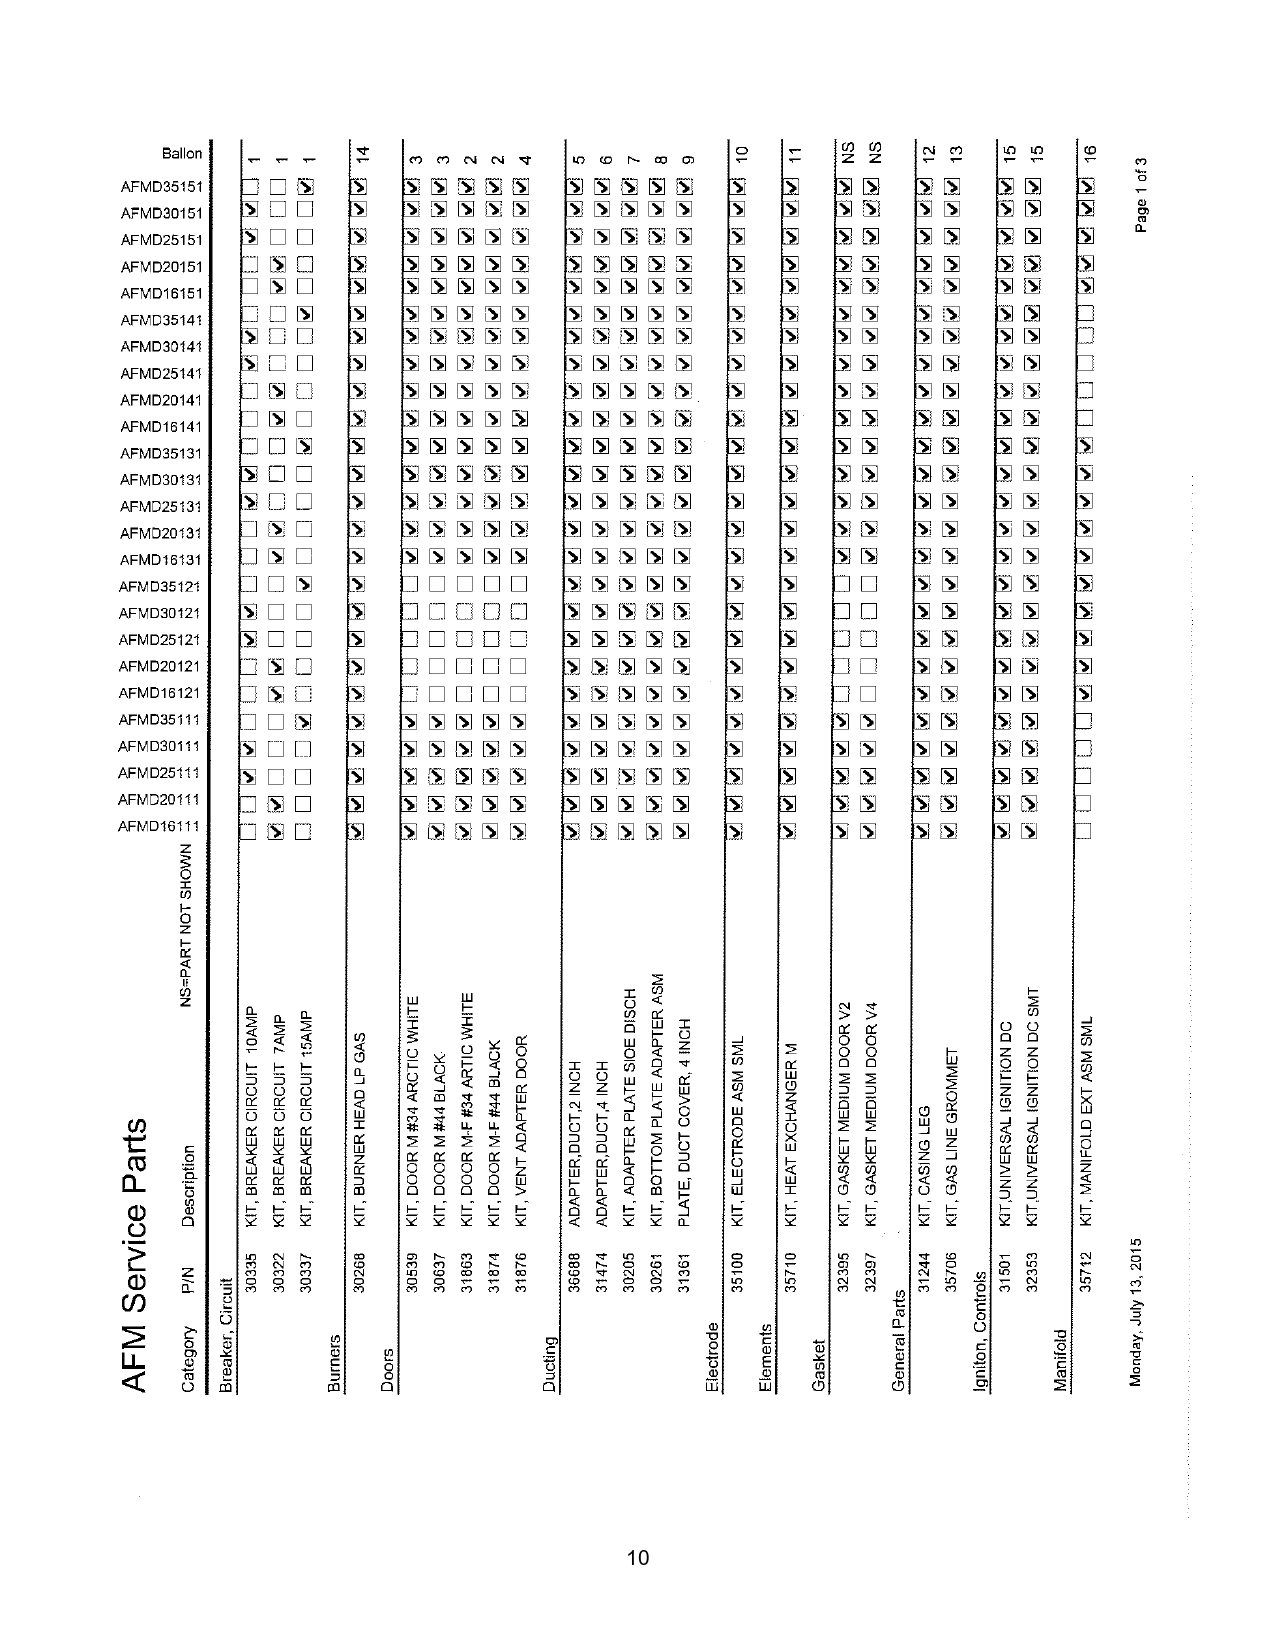 AFM Service Parts
Category P/N Description NS=PART NOT SHOWN AFMD16111 AFMD20111 AFMD25111 AFMD30111 AFMD35111 AFMD16121 AFMD20121 AFMD25121 AFMD30121 AFMD35121 AFMD16131 AFMD20131 AFMD25131 AFMD30131 AFMD35131 AFMD16141 AFMD20141 AFMD25141 AFMD30141 AFMD35141 AFMD16151 AFMD20151 AFMD25151 AFMD30151 AFMD35151 Ballon
Breaker, Circuit
30335 KIT, BREAKER CIRCUIT 10AMP 1
30322 KIT, BREAKER CIRCUIT 7AMP 1
30337 KIT, BREAKER CIRCUIT 15AMP 1
Burners
30268 KIT, BURNER HEAD LP GAS 14
Doors
30539 KIT, DOOR M #34 ARCTIC WHITE 3
30637 KIT, DOOR M #44 BLACK 3
31863 KIT, DOOR M-F #34 ARTIC WHITE 2
31874 KIT, DOOR M-F #44 BLACK 2
31876 KIT, VENT ADAPTER DOOR 4
Ducting
36688 ADAPTER,DUCT,2 INCH 5
31474 ADAPTER,DUCT,4 INCH 6
30205 KIT, ADAPTER PLATE SIOE DISCH 7
30261 KIT, BOTTOM PLATE ADAPTER ASM 8
31361 PLATE, DUCT COVER, 4 INCH 9
Electrode
35100 KIT, ELECTRODE ASM SML 10
Elements
35710 KIT, HEAT EXCHANGER M 11
Gasket
32395 KIT, GASKET MEDIUM DOOR V2 NS
32397 KIT, GASKET MEDIUM DOOR V4 NS
General Parts
31244 KIT, CASING LEG 12
35706 KIT, GAS LINE GROMMET 13
Igniton, Controls
31501 KIT,UNIVERSAL IGNITION DC 15
32353 KIT,UNIVERSAL IGNITION DC SMT 15
Manifold
35712 KIT, MANIFOLD EXT ASM SML 16
Monday, July 13, 2015 Page 1 of 3
10